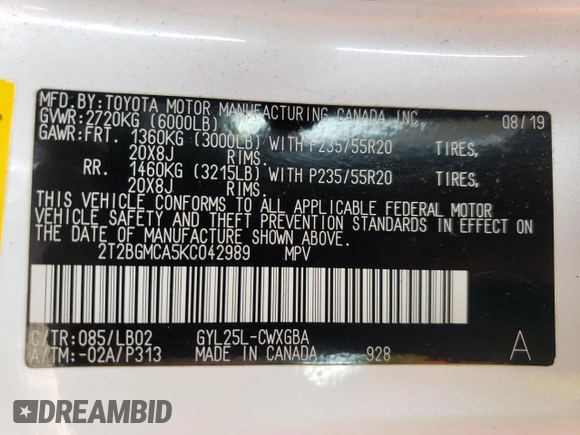 MFD.BY:TOYOTA MOTOR MANUFACTURING CANADA INC. 08/19
GVWR:2720KG (6000LB)
GAWR:FRT. 1360KG (3000LB) WITH P235/55R20 TIRES,
20X8J RIMS.
RR. 1460KG (3215LB) WITH P235/55R20 TIRES,
20X8J RIMS.
THIS VEHICLE CONFORMS TO ALL APPLICABLE FEDERAL MOTOR
VEHICLE SAFETY AND THEFT PREVENTION STANDARDS IN EFFECT ON
THE DATE OF MANUFACTURE SHOWN ABOVE.
2T2BGMCA5KC042989 MPV
C/TR:085/LB02 GYL25L-CWXGBA
A/TM:-02A/P313 MADE IN CANADA 928 A
DREAMBID